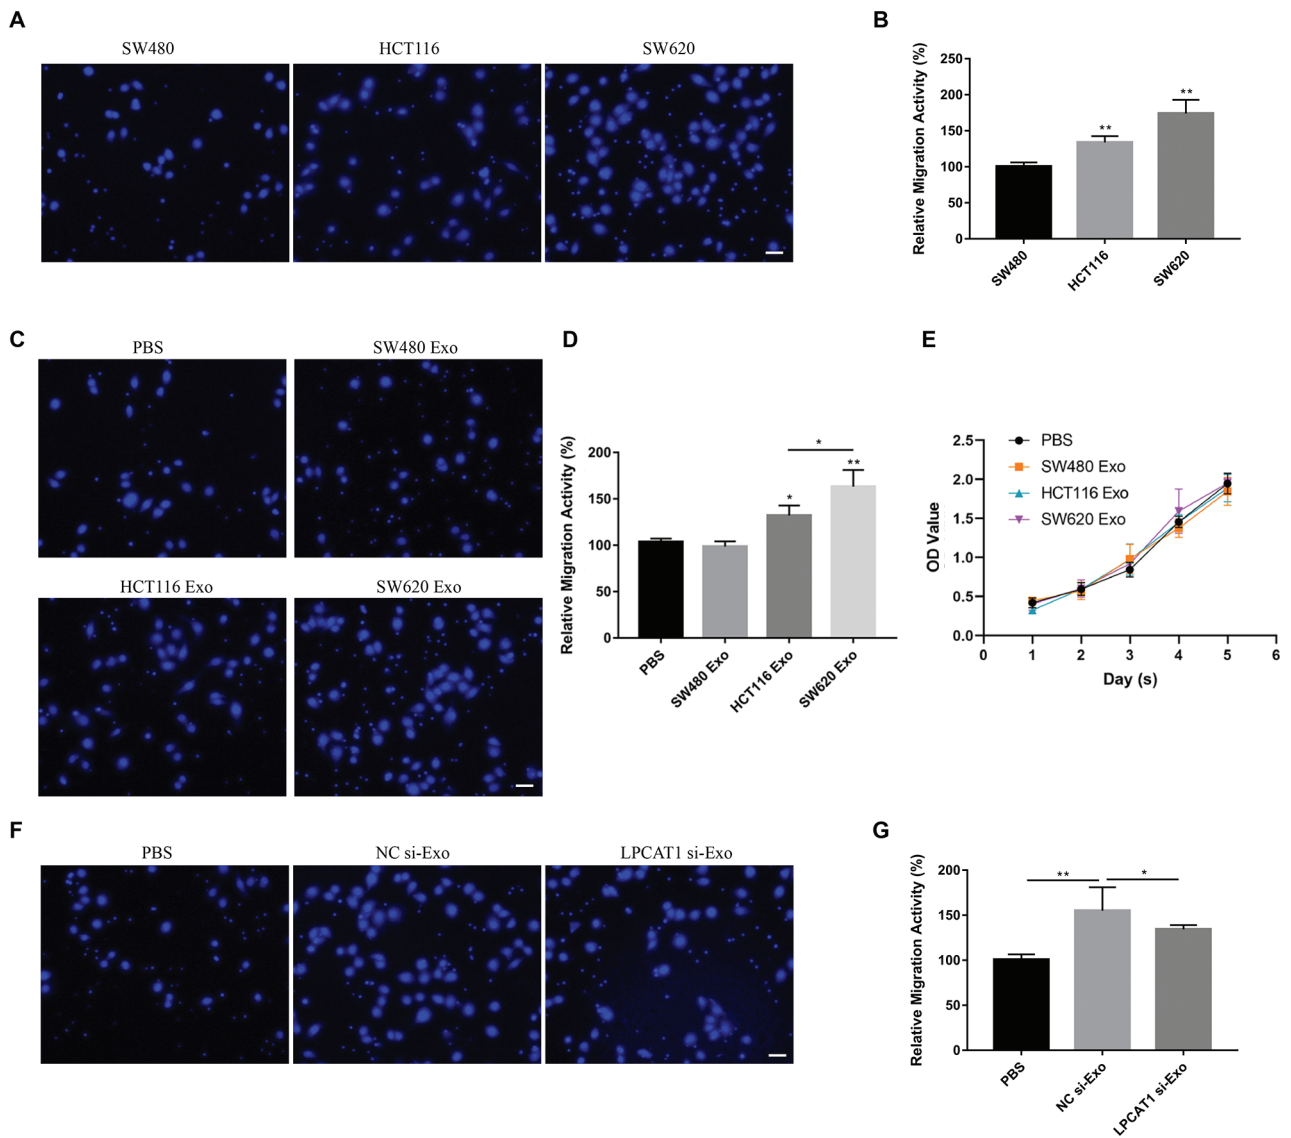 A
SW480
HCT116
SW620
B
Relative Migration Activity (%)
250
200
150
100
50
0
**
**
SW480
HCT116
SW620
C
PBS
SW480 Exo
HCT116 Exo
SW620 Exo
D
Relative Migration Activity (%)
200
150
100
50
0
*
*
**
PBS
SW480 Exo
HCT116 Exo
SW620 Exo
E
OD Value
2.5
2.0
1.5
1.0
0.5
0.0
PBS
SW480 Exo
HCT116 Exo
SW620 Exo
0 1 2 3 4 5 6
Day (s)
F
PBS
NC si-Exo
LPCAT1 si-Exo
G
Relative Migration Activity (%)
200
150
100
50
0
**
*
PBS
NC si-Exo
LPCAT1 si-Exo